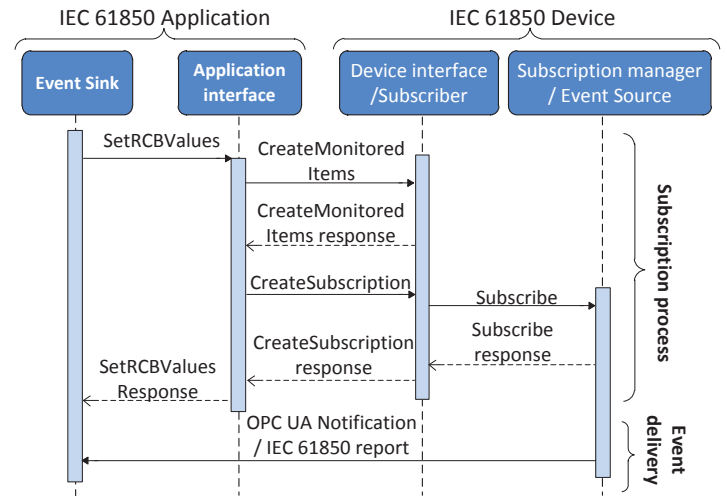 IEC 61850 Application
IEC 61850 Device
Event Sink
Application
interface
Device interface
/Subscriber
Subscription manager
/ Event Source
SetRCBValues
CreateMonitored
Items
CreateMonitored
Items response
CreateSubscription
Subscribe
Subscribe
response
CreateSubscription
response
SetRCBValues
Response
OPC UA Notification
/ IEC 61850 report
Subscription process
Event
delivery